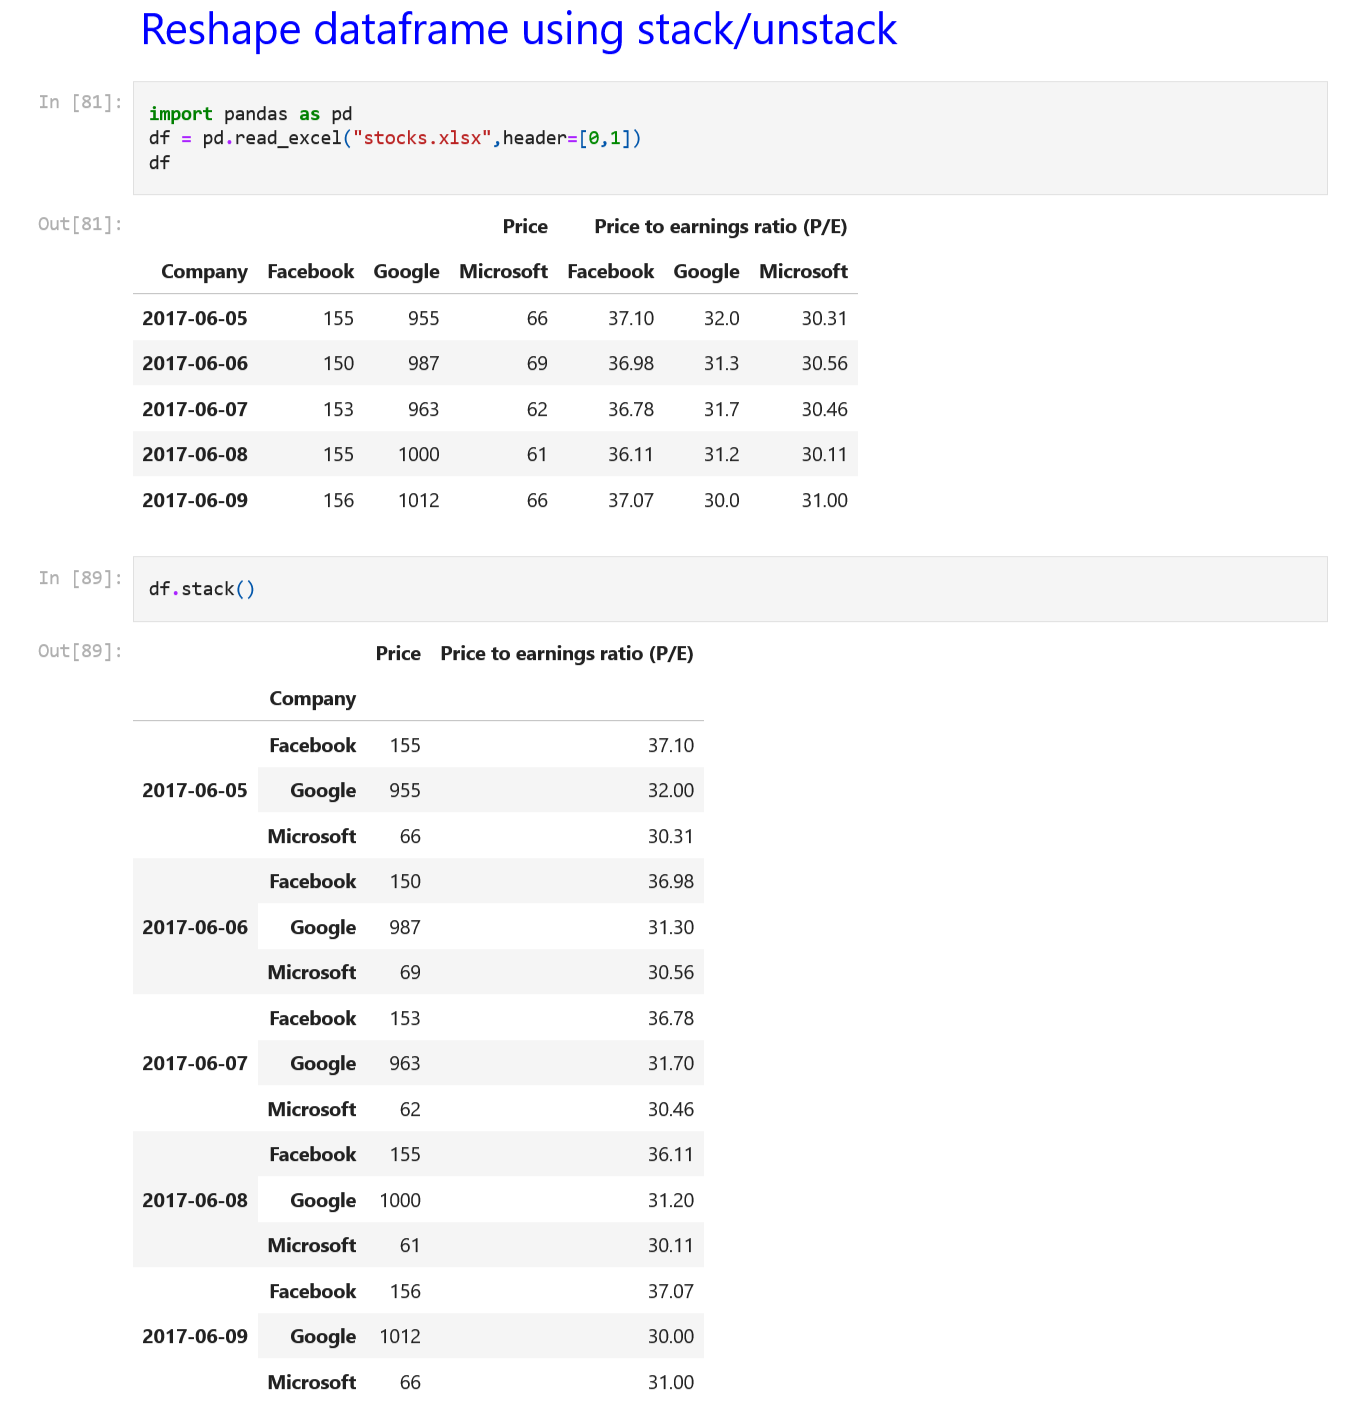 Reshape dataframe using stack/unstack
In [81]:
import pandas as pd
df = pd.read_excel("stocks.xlsx",header=[0,1])
df
Out[81]:
Price Price to earnings ratio (P/E)
Company Facebook Google Microsoft Facebook Google Microsoft
2017-06-05 155 955 66 37.10 32.0 30.31
2017-06-06 150 987 69 36.98 31.3 30.56
2017-06-07 153 963 62 36.78 31.7 30.46
2017-06-08 155 1000 61 36.11 31.2 30.11
2017-06-09 156 1012 66 37.07 30.0 31.00
In [89]:
df.stack()
Out[89]:
Price Price to earnings ratio (P/E)
Company
Facebook 155 37.10
2017-06-05 Google 955 32.00
Microsoft 66 30.31
Facebook 150 36.98
2017-06-06 Google 987 31.30
Microsoft 69 30.56
Facebook 153 36.78
2017-06-07 Google 963 31.70
Microsoft 62 30.46
Facebook 155 36.11
2017-06-08 Google 1000 31.20
Microsoft 61 30.11
Facebook 156 37.07
2017-06-09 Google 1012 30.00
Microsoft 66 31.00